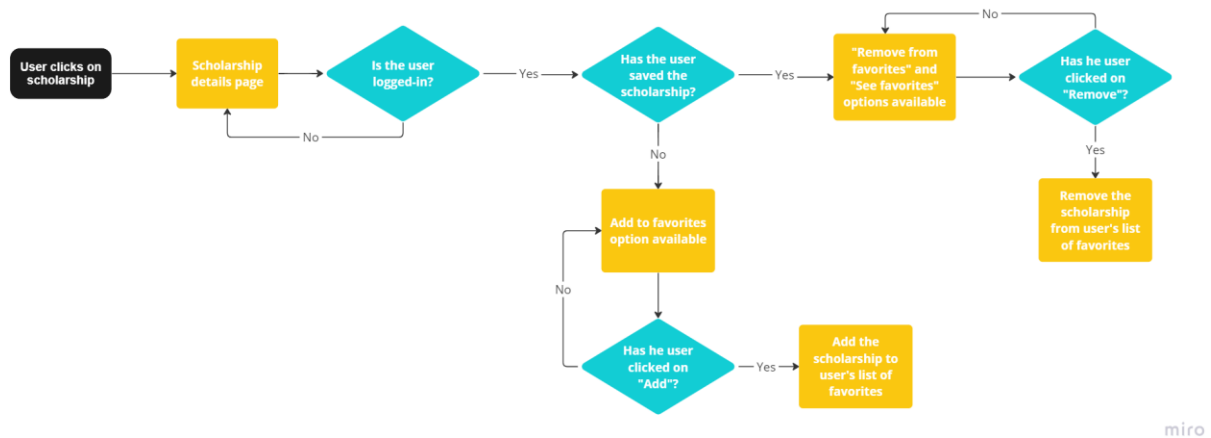 User clicks on
scholarship
Scholarship
details page
Is the user
logged-in?
No
Yes
Has the user
saved the
scholarship?
Yes
"Remove from
favorites" and
"See favorites"
options available
No
Has he user
clicked on
"Remove"?
Yes
Remove the
scholarship
from user's list
of favorites
No
Add to favorites
option available
No
Has he user
clicked on
"Add"?
Yes
Add the
scholarship to
user's list of
favorites
miro